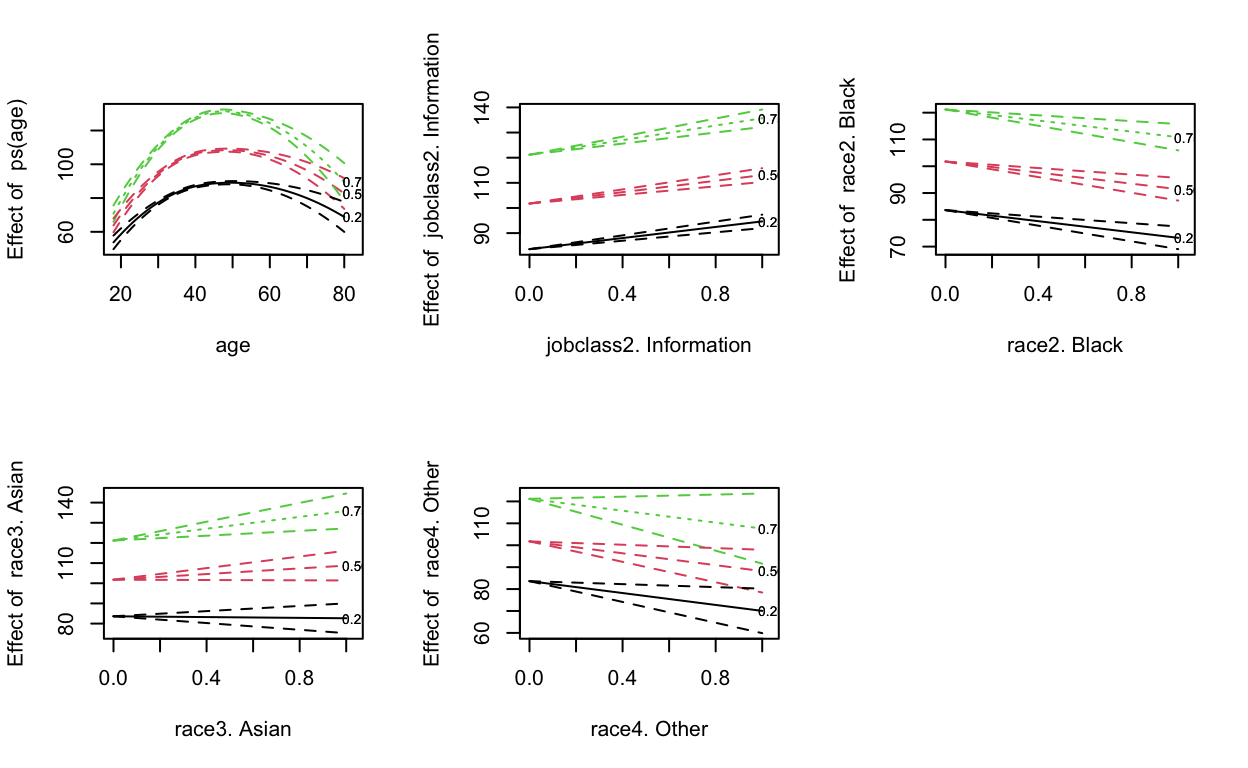 Effect of ps(age)
60 100
20 40 60 80
0.7
0.5
0.2
age
Effect of jobclass2. Information
90 110 140
0.0 0.4 0.8
0.7
0.5
0.2
jobclass2. Information
Effect of race2. Black
70 90 110
0.0 0.4 0.8
0.7
0.5
0.2
race2. Black
Effect of race3. Asian
80 110 140
0.0 0.4 0.8
0.7
0.5
0.2
race3. Asian
Effect of race4. Other
60 80 110
0.0 0.4 0.8
0.7
0.5
0.2
race4. Other